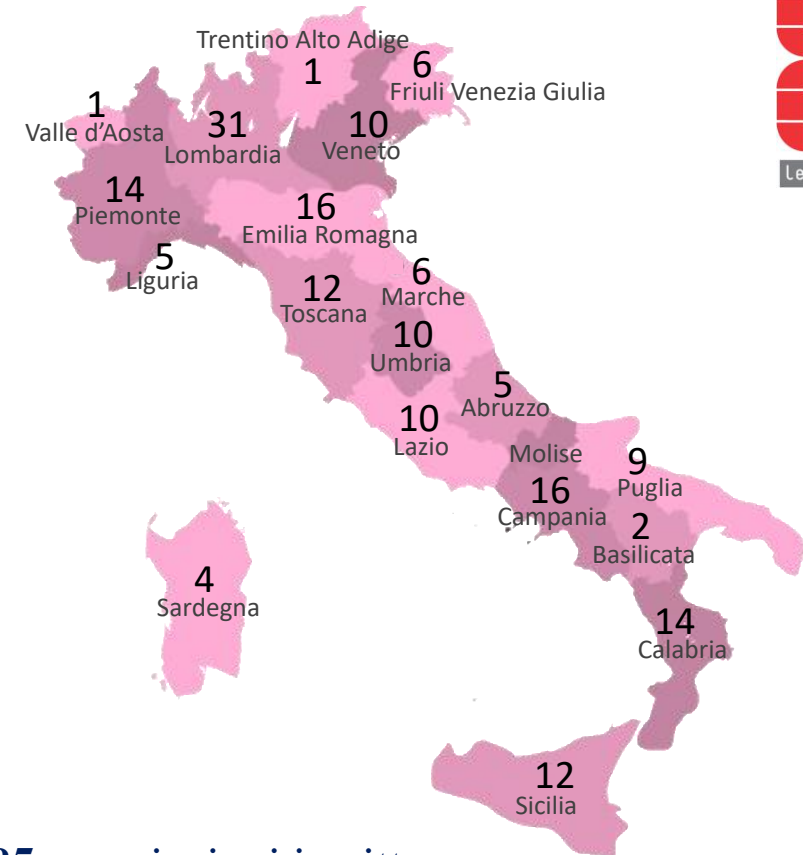 Trentino Alto Adige
1
6
Friuli Venezia Giulia
1
Valle d’Aosta
31
Lombardia
10
Veneto
14
Piemonte
16
Emilia Romagna
5
Liguria
12
Toscana
6
Marche
10
Umbria
5
Abruzzo
10
Lazio
Molise
9
Puglia
16
Campania
2
Basilicata
4
Sardegna
14
Calabria
12
Sicilia